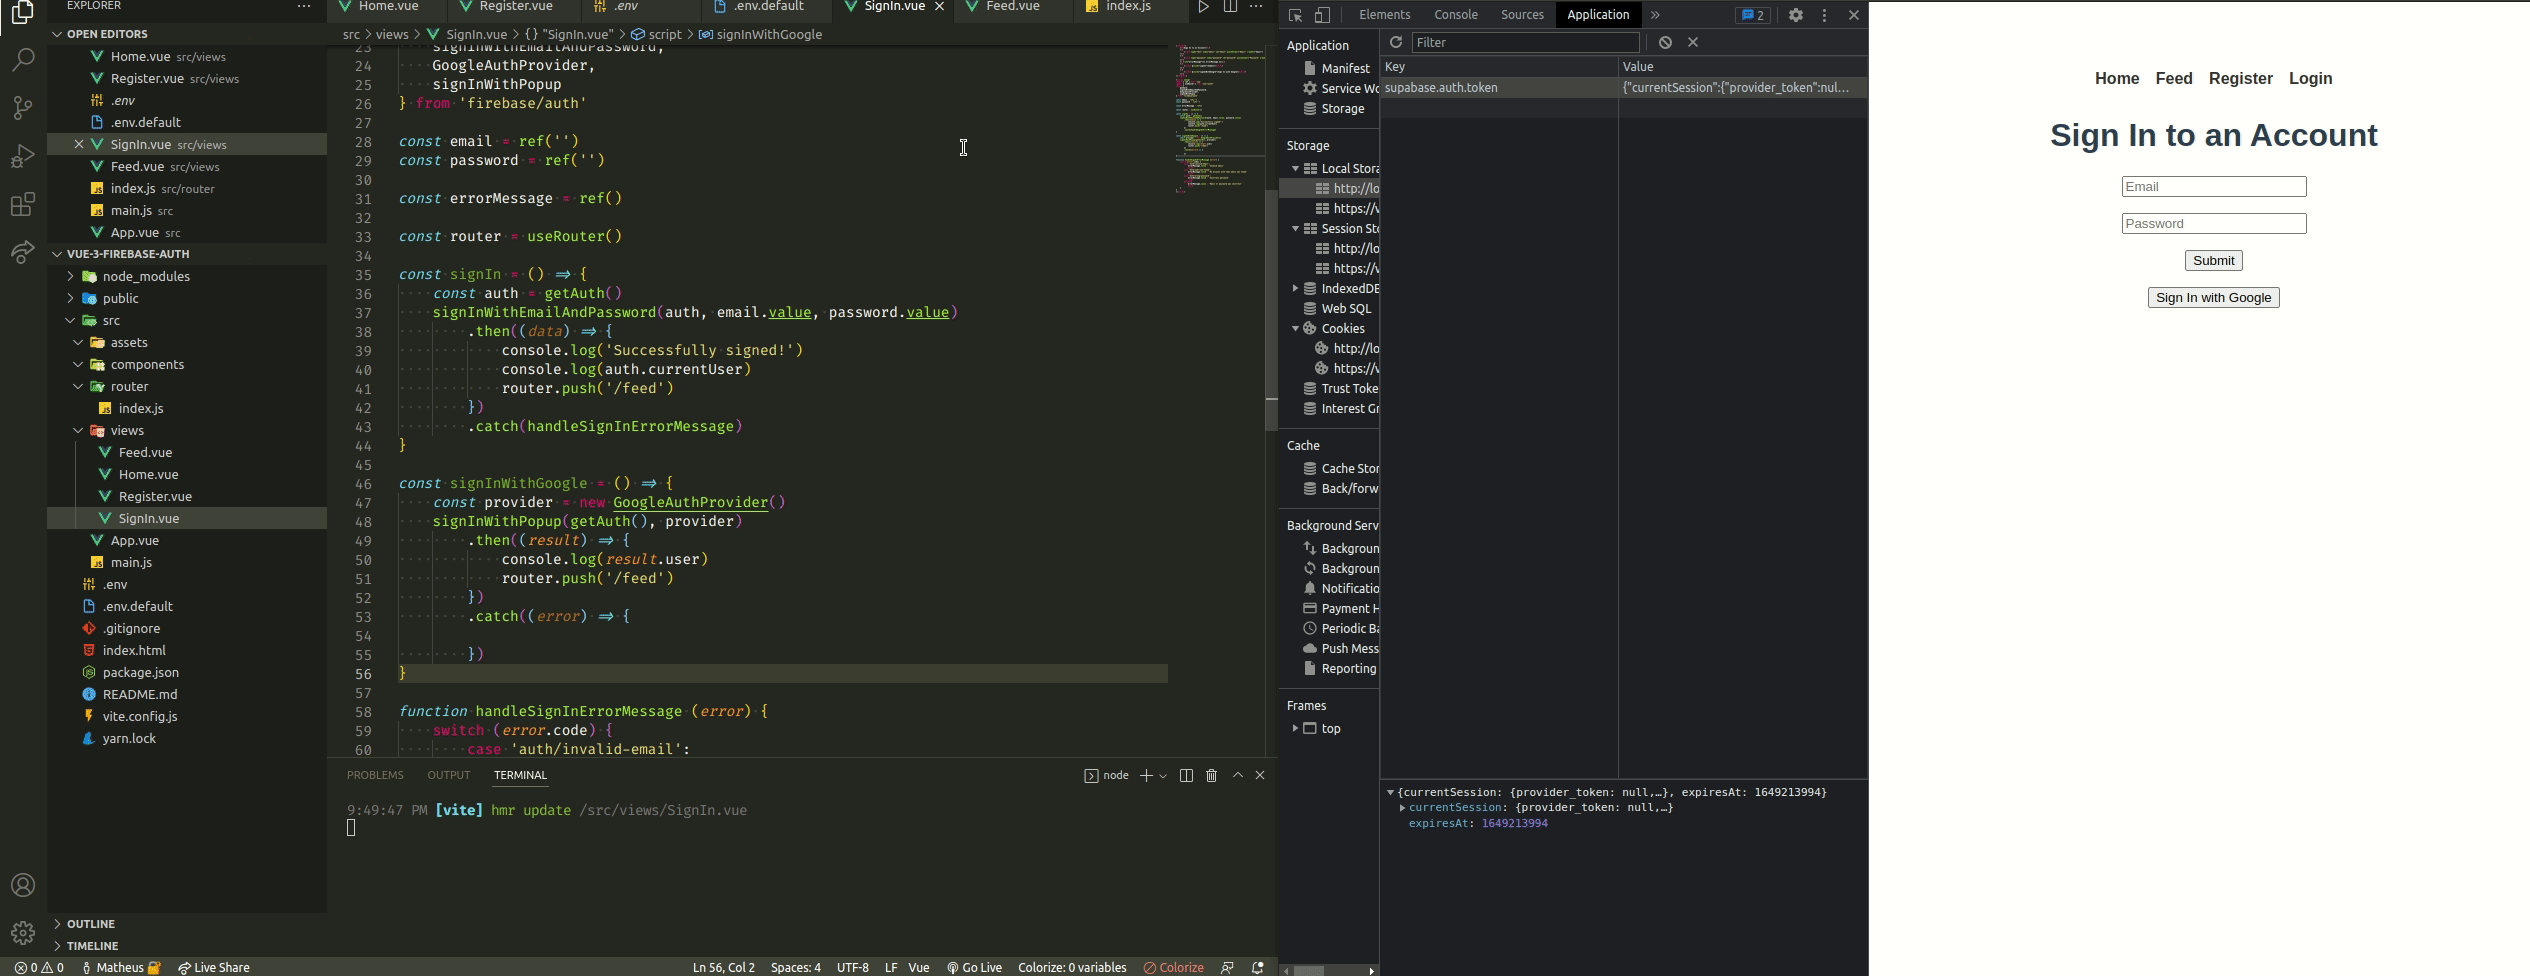 EXPLORER
OPEN EDITORS
Home.vue src/views
Register.vue src/views
.env
.env.default
SignIn.vue src/views
Feed.vue src/views
index.js src/router
main.js src
App.vue src
VUE-3-FIREBASE-AUTH
node_modules
public
src
assets
components
router
index.js
views
Feed.vue
Home.vue
Register.vue
SignIn.vue
App.vue
main.js
.env
.env.default
.gitignore
index.html
package.json
README.md
vite.config.js
yarn.lock
OUTLINE
TIMELINE
Home.vue Register.vue .env .env.default SignIn.vue Feed.vue index.js
src > views > SignIn.vue > {} "SignIn.vue" > script > signInWithGoogle
23 signInWithEmailAndPassword,
24 GoogleAuthProvider,
25 signInWithPopup
26 } from 'firebase/auth'
27
28 const email = ref('')
29 const password = ref('')
30
31 const errorMessage = ref()
32
33 const router = useRouter()
34
35 const signIn = () => {
36 const auth = getAuth()
37 signInWithEmailAndPassword(auth, email.value, password.value)
38 .then((data) => {
39 console.log('Successfully signed!')
40 console.log(auth.currentUser)
41 router.push('/feed')
42 })
43 .catch(handleSignInErrorMessage)
44 }
45
46 const signInWithGoogle = () => {
47 const provider = new GoogleAuthProvider()
48 signInWithPopup(getAuth(), provider)
49 .then((result) => {
50 console.log(result.user)
51 router.push('/feed')
52 })
53 .catch((error) => {
54
55 })
56 }
57
58 function handleSignInErrorMessage (error) {
59 switch (error.code) {
60 case 'auth/invalid-email':
PROBLEMS OUTPUT TERMINAL
node
9:49:47 PM [vite] hmr update /src/views/SignIn.vue
0 0 Matheus Live Share
Ln 56, Col 2 Spaces: 4 UTF-8 LF Vue Go Live Colorize: 0 variables Colorize
Elements Console Sources Application » 2
Application
Manifest
Service Wo
Storage
Storage
Local Stora
http://lo
https://v
Session Sto
http://lo
https://v
IndexedDB
Web SQL
Cookies
http://lo
https://v
Trust Toke
Interest Gr
Cache
Cache Stor
Back/forw
Background Serv
Backgroun
Backgroun
Notificatio
Payment H
Periodic Ba
Push Mess
Reporting
Frames
top
Filter
Key Value
supabase.auth.token {"currentSession":{"provider_token":nul…
{currentSession: {provider_token: null,…}, expiresAt: 1649213994}
currentSession: {provider_token: null,…}
expiresAt: 1649213994
Home Feed Register Login
Sign In to an Account
Email
Password
Submit
Sign In with Google